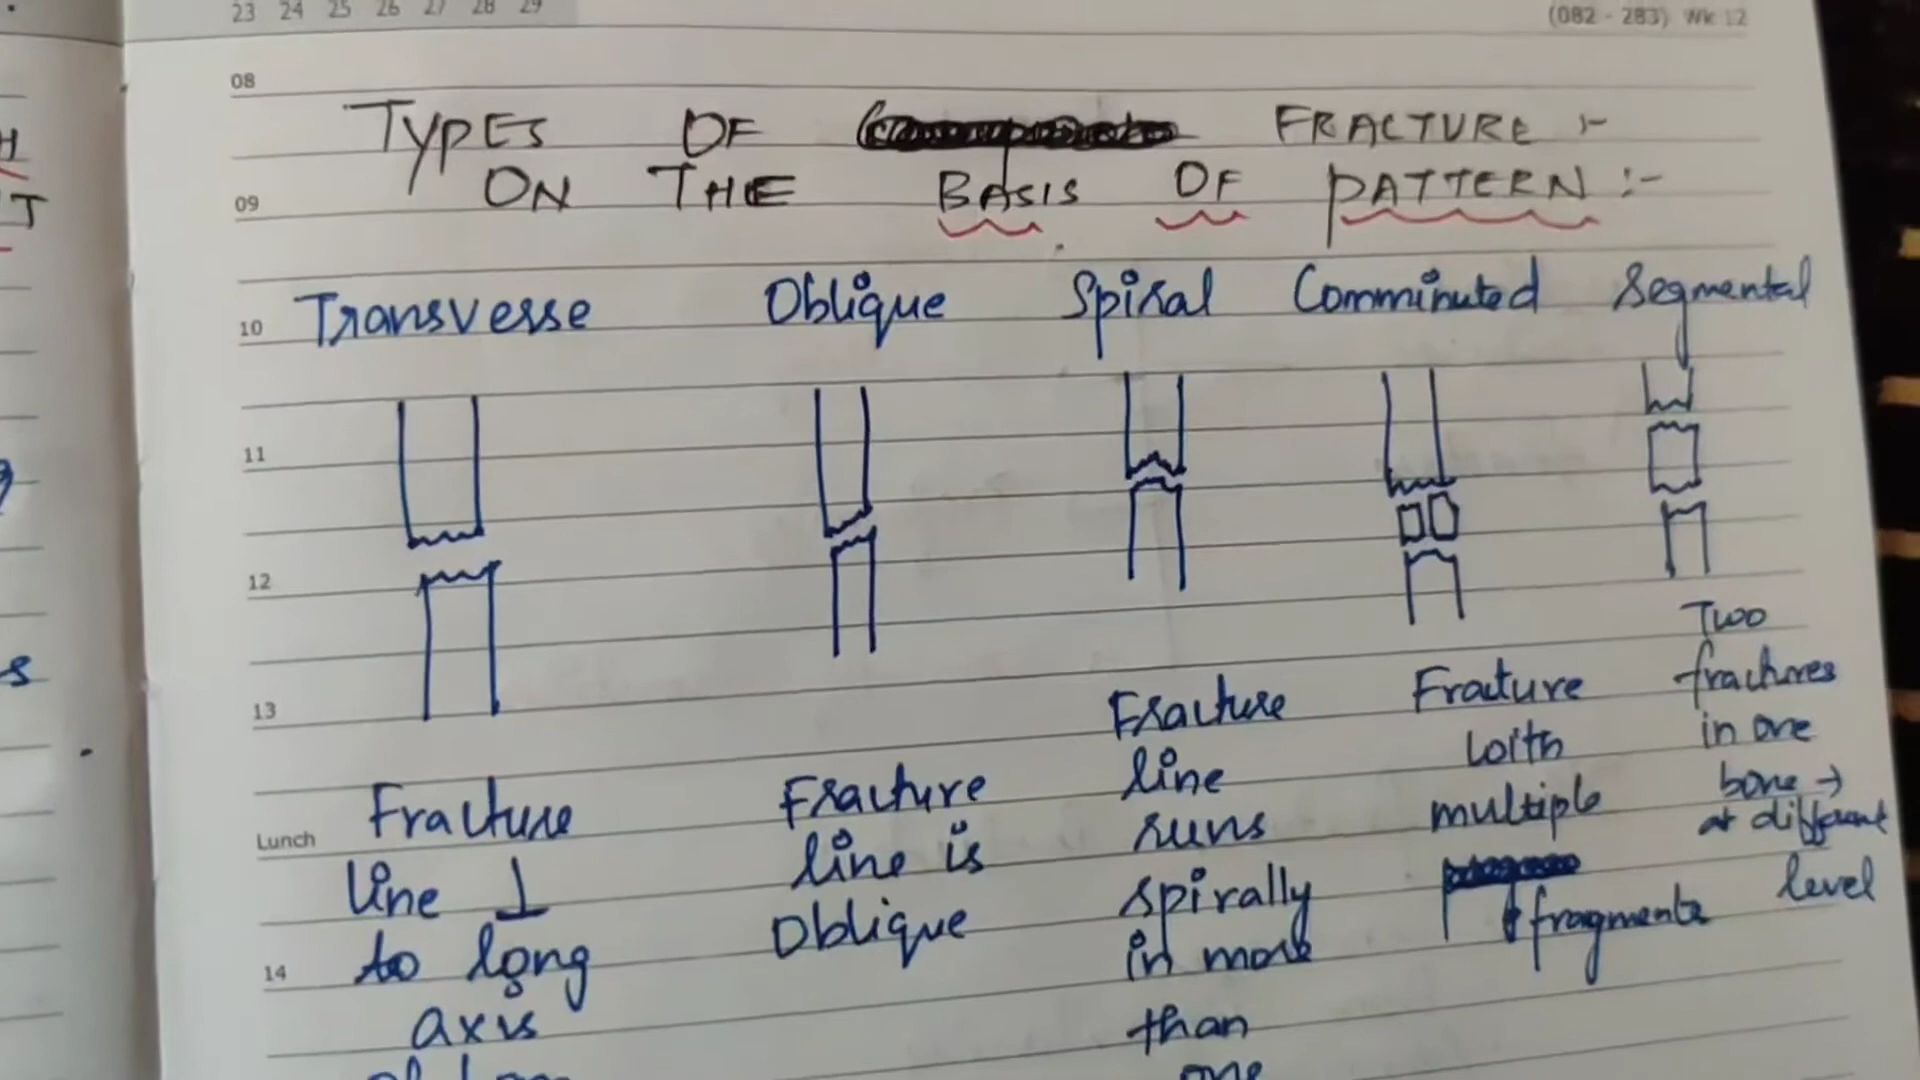 23 24 25 26 27 28 29
(082 - 283) Wk 12
08
TYPES OF FRACTURE :-
09
ON THE BASIS OF PATTERN :-
10
Transverse
Oblique
Spiral
Comminuted
Segmental
11
12
13
Lunch
14
Fracture
line ⊥
to long
axis
Fracture
line is
Oblique
Fracture
line
runs
spirally
in more
than
one
Fracture
with
multiple
fragments
Two
fractures
in one
bone →
at different
level
H
T
s